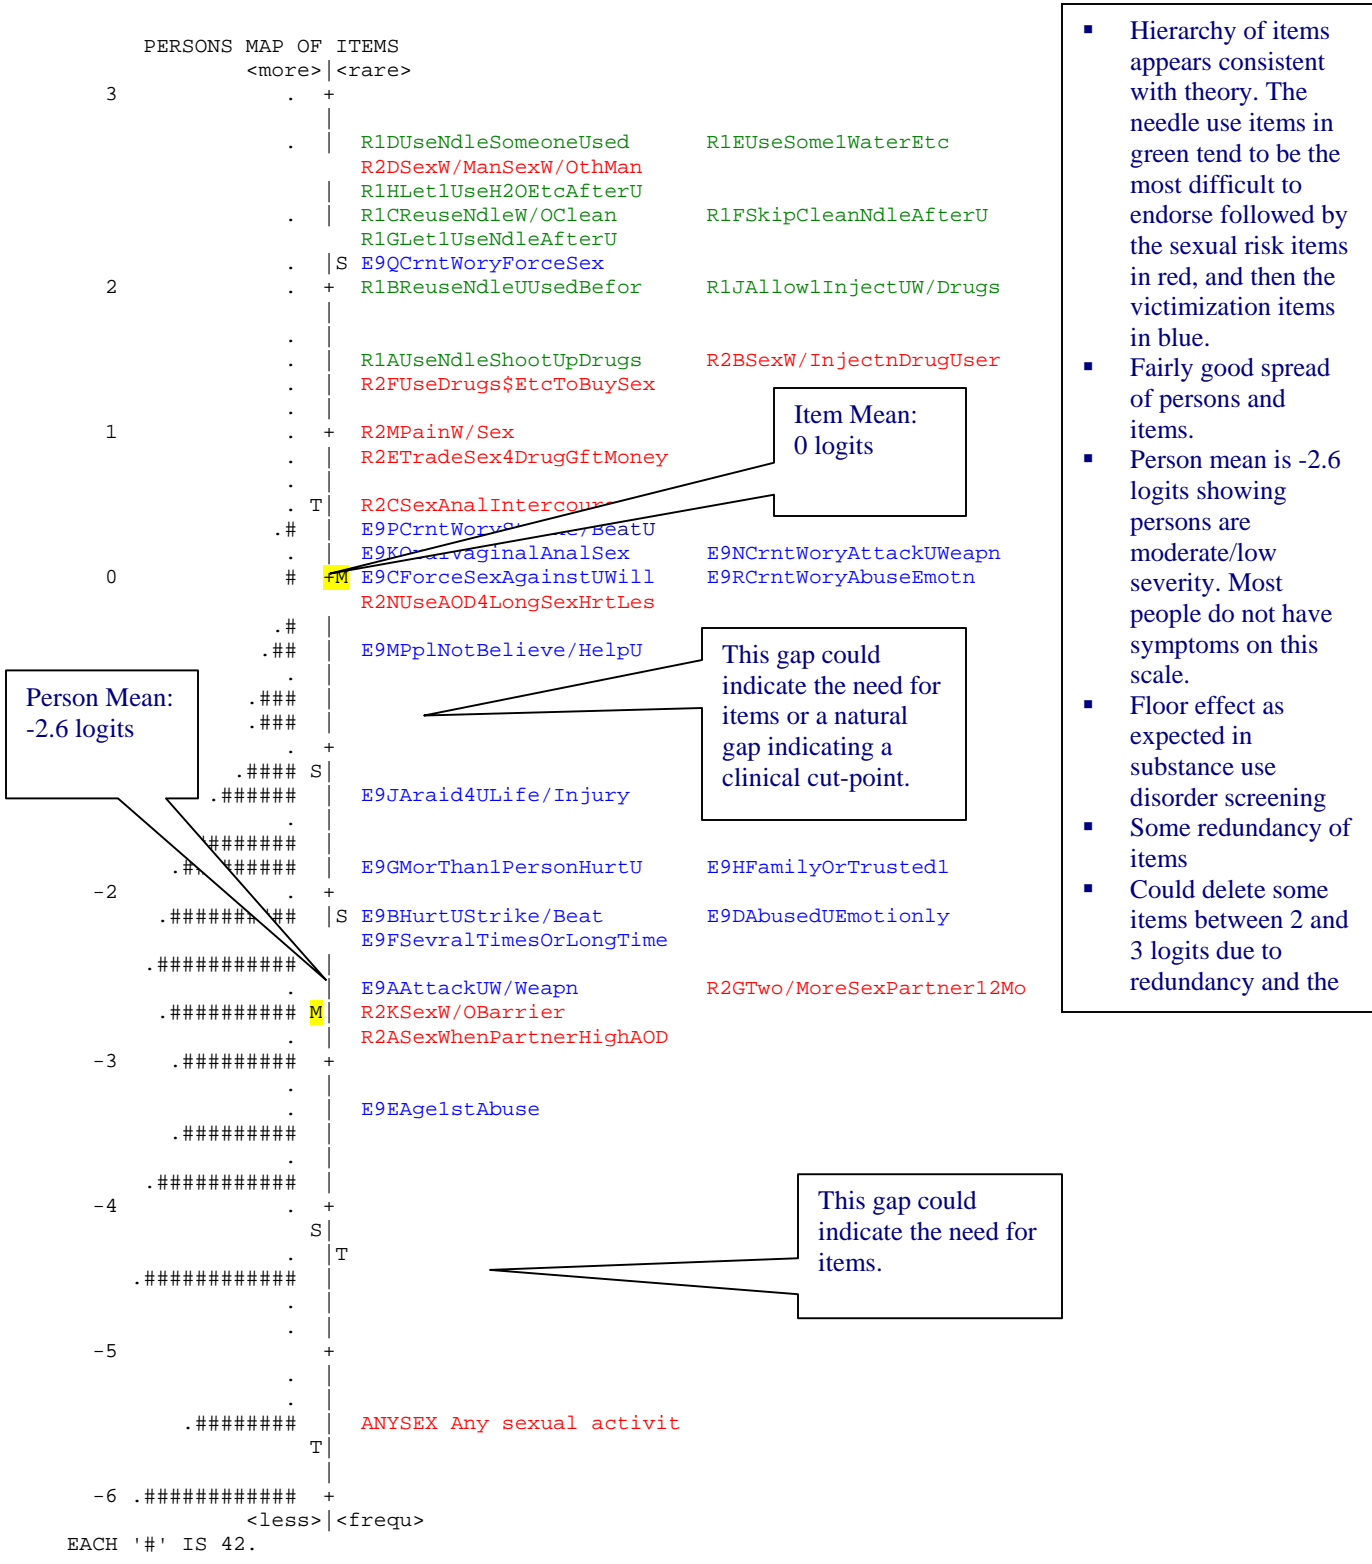 PERSONS MAP OF ITEMS
<more>|<rare>
3 . +
|
. | R1DUseNdleSomeoneUsed R1EUseSome1WaterEtc
R2DSexW/ManSexW/OthMan
| R1HLet1UseH2OEtcAfterU
. | R1CReuseNdleW/OClean R1FSkipCleanNdleAfterU
R1GLet1UseNdleAfterU
. |S E9QCrntWoryForceSex
2 . + R1BReuseNdleUUsedBefor R1JAllow1InjectUW/Drugs
|
. |
. | R1AUseNdleShootUpDrugs R2BSexW/InjectnDrugUser
. | R2FUseDrugs$EtcToBuySex
. |
1 . + R2MPainW/Sex
. | R2ETradeSex4DrugGftMoney
. |
. T| R2CSexAnalIntercours
.# | E9PCrntWory /BeatU
. | VaginalAnalSex E9NCrntWoryAttackUWeapn
0 # +M E9CForceSexAgainstUWill E9RCrntWoryAbuseEmotn
R2NUseAOD4LongSexHrtLes
.# |
.## | E9MPplNotBelieve/HelpU
. |
.### |
.### |
. +
.#### S|
.###### | E9JAraid4ULife/Injury
. |
######## |
.######### | E9GMorThan1PersonHurtU E9HFamilyOrTrusted1
-2 . +
.########## |S E9BHurtUStrike/Beat E9DAbusedUEmotionly
E9FSevralTimesOrLongTime
.########### |
. | E9AAttackUW/Weapn R2GTwo/MoreSexPartner12Mo
.########## M| R2KSexW/OBarrier
. | R2ASexWhenPartnerHighAOD
-3 .######### +
. |
. | E9EAge1stAbuse
.######### |
. |
.########### |
-4 . +
S|
. |T
.############ |
. |
. |
-5 +
. |
. |
.######## | ANYSEX Any sexual activit
T|
|
-6 .############ +
<less>|<frequ>
EACH '#' IS 42.
Item Mean:
0 logits
Person Mean:
-2.6 logits
This gap could
indicate the need for
items or a natural
gap indicating a
clinical cut-point.
This gap could
indicate the need for
items.
▪ Hierarchy of items
appears consistent
with theory. The
needle use items in
green tend to be the
most difficult to
endorse followed by
the sexual risk items
in red, and then the
victimization items
in blue.
▪ Fairly good spread
of persons and
items.
▪ Person mean is -2.6
logits showing
persons are
moderate/low
severity. Most
people do not have
symptoms on this
scale.
▪ Floor effect as
expected in
substance use
disorder screening
▪ Some redundancy of
items
▪ Could delete some
items between 2 and
3 logits due to
redundancy and the